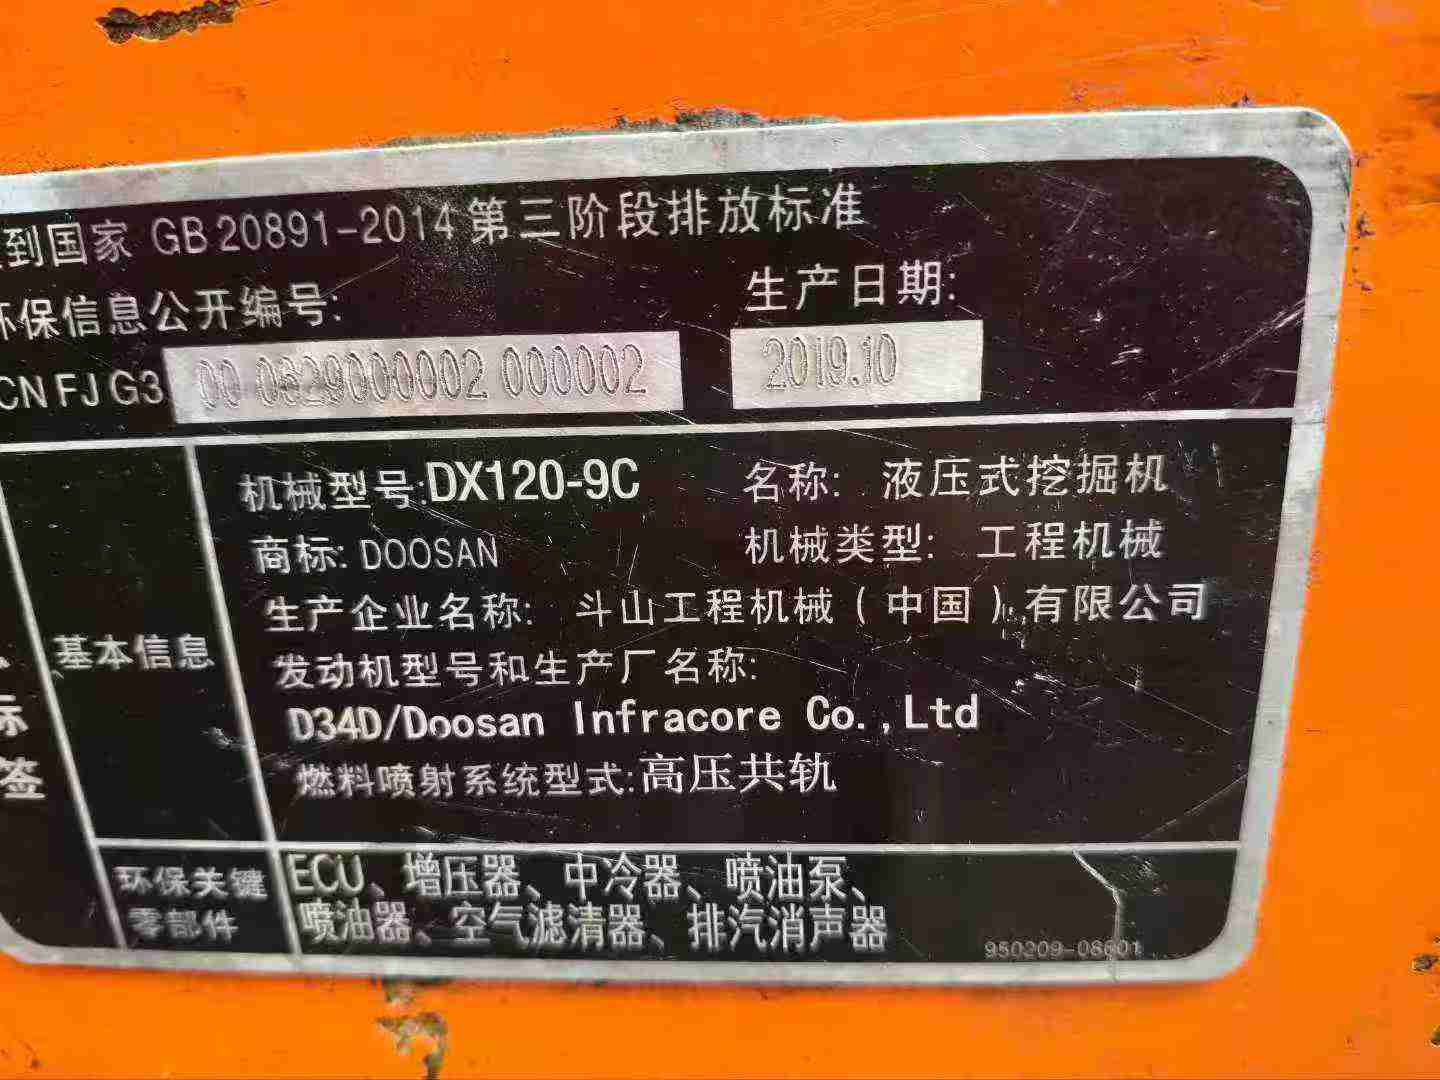 到国家 GB 20891-2014 第三阶段排放标准
环保信息公开编号:
生产日期:
CN FJ G3 00 0629000002 000002
2019.10
机械型号:DX120-9C
名称: 液压式挖掘机
商标: DOOSAN
机械类型: 工程机械
生产企业名称: 斗山工程机械（中国）有限公司
基本信息
发动机型号和生产厂名称:
D34D/Doosan Infracore Co.,Ltd
标
签
燃料喷射系统型式:高压共轨
环保关键
零部件
ECU、增压器、中冷器、喷油泵、
喷油器、空气滤清器、排汽消声器
950209-08601